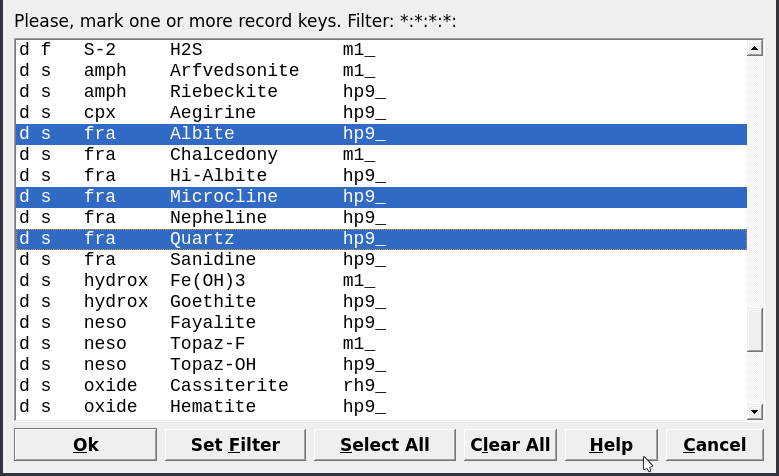 Please, mark one or more record keys. Filter: *:*:*:*:
d f S-2 H2S m1_
d s amph Arfvedsonite m1_
d s amph Riebeckite hp9_
d s cpx Aegirine hp9_
d s fra Albite hp9_
d s fra Chalcedony m1_
d s fra Hi-Albite hp9_
d s fra Microcline hp9_
d s fra Nepheline hp9_
d s fra Quartz hp9_
d s fra Sanidine hp9_
d s hydrox Fe(OH)3 m1_
d s hydrox Goethite hp9_
d s neso Fayalite hp9_
d s neso Topaz-F m1_
d s neso Topaz-OH hp9_
d s oxide Cassiterite rh9_
d s oxide Hematite hp9_
Ok Set Filter Select All Clear All Help Cancel